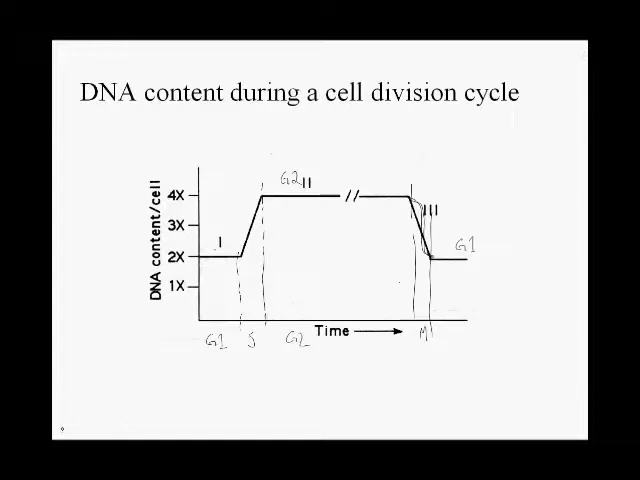 DNA content during a cell division cycle
DNA content/cell
4X
3X
2X
1X
I
G2 II
//
III
G1
G1 S G2 M
Time